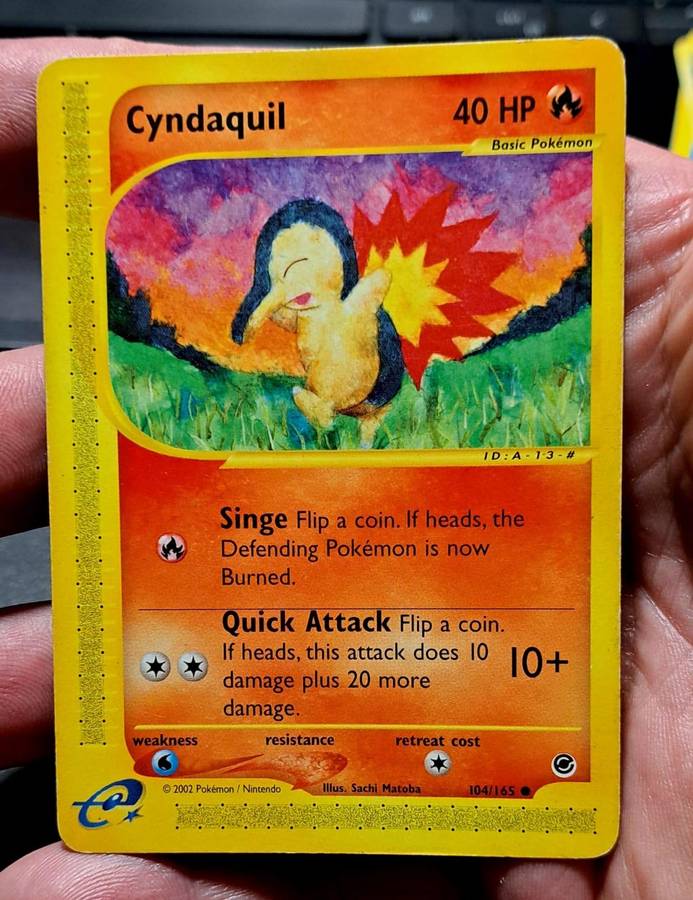 Cyndaquil 40 HP
Basic Pokémon
ID:A-13-#
Singe Flip a coin. If heads, the
Defending Pokémon is now
Burned.
Quick Attack Flip a coin.
If heads, this attack does 10
damage plus 20 more
damage.
10+
weakness resistance retreat cost
© 2002 Pokémon / Nintendo Illus. Sachi Matoba 104/165
e